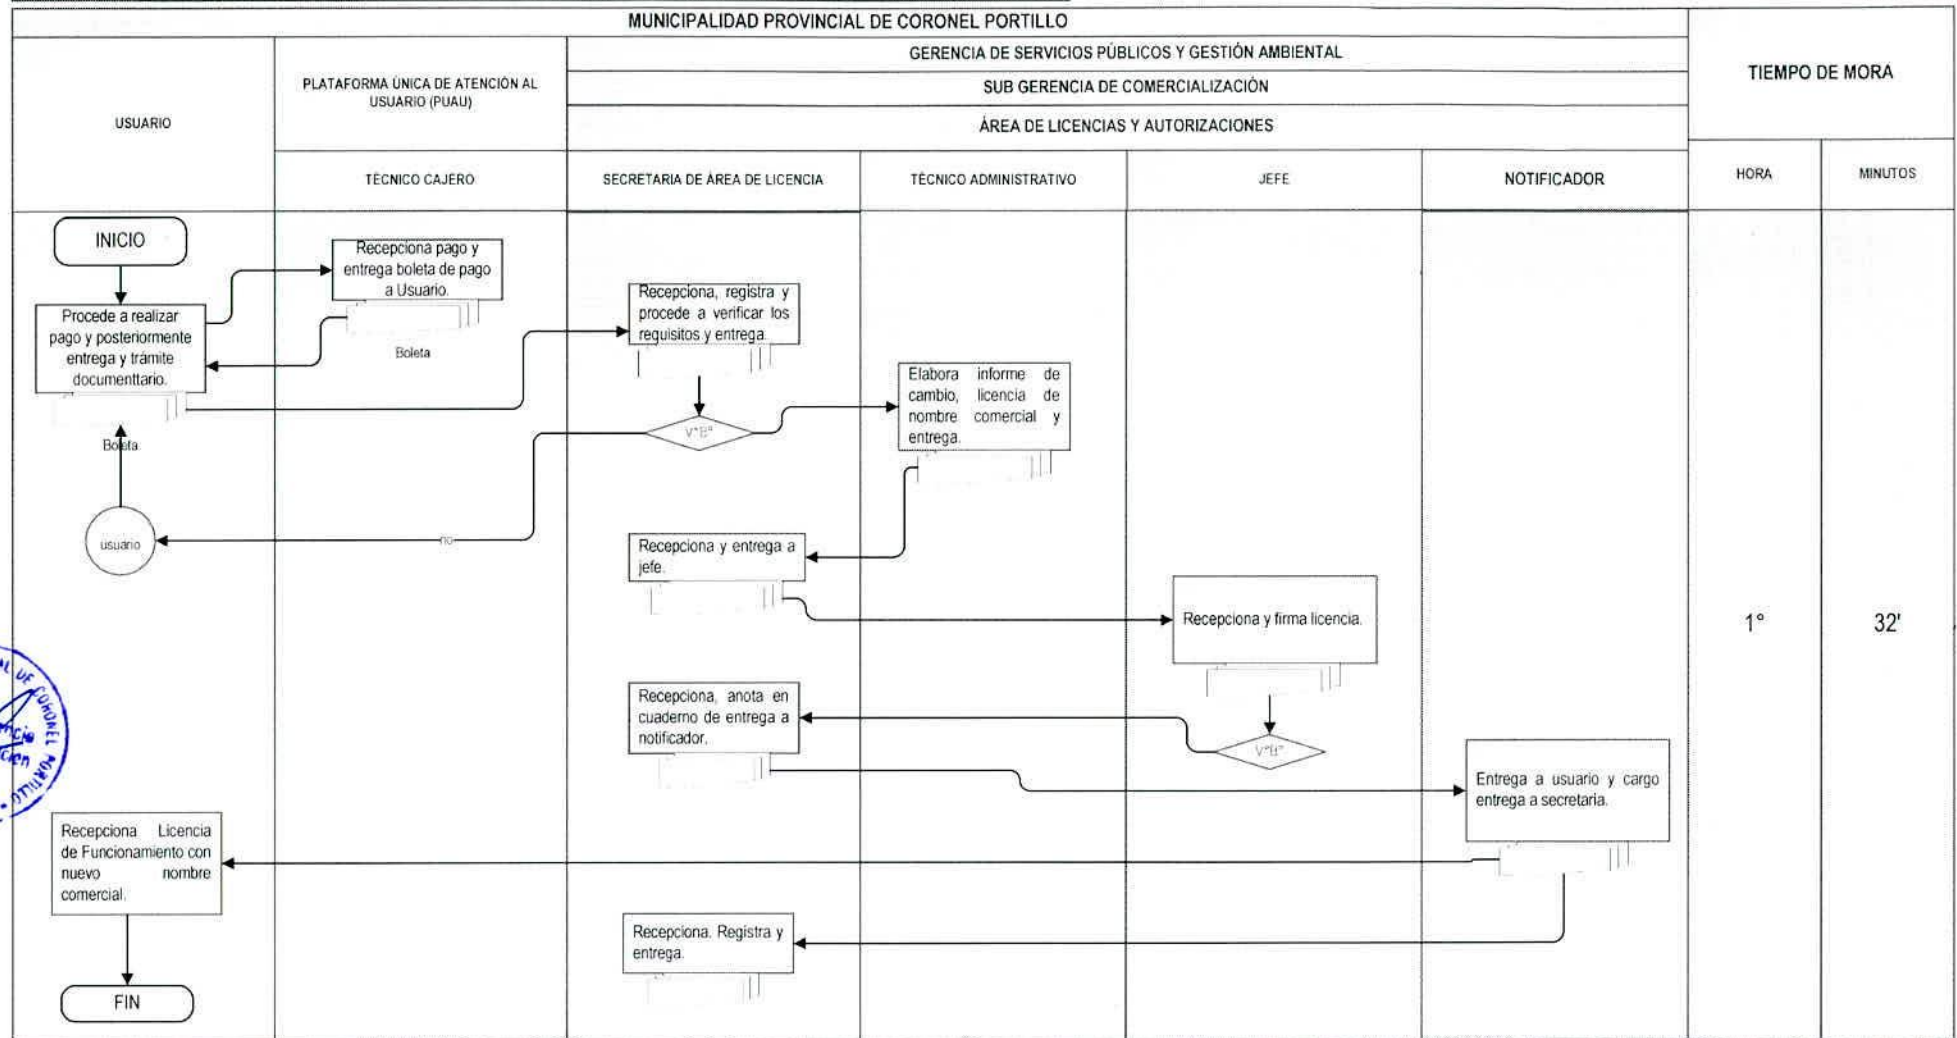 MUNICIPALIDAD PROVINCIAL DE CORONEL PORTILLO
GERENCIA DE SERVICIOS PÚBLICOS Y GESTIÓN AMBIENTAL
SUB GERENCIA DE COMERCIALIZACIÓN
ÁREA DE LICENCIAS Y AUTORIZACIONES
TIEMPO DE MORA
USUARIO
PLATAFORMA ÚNICA DE ATENCIÓN AL
USUARIO (PUAU)
TÉCNICO CAJERO
SECRETARIA DE ÁREA DE LICENCIA
TÉCNICO ADMINISTRATIVO
JEFE
NOTIFICADOR
HORA
MINUTOS
INICIO
Procede a realizar
pago y posteriormente
entrega y trámite
documenttario.
Boleta
usuario
Recepciona pago y
entrega boleta de pago
a Usuario.
Boleta
no
Recepciona, registra y
procede a verificar los
requisitos y entrega.
V°B°
Elabora informe de
cambio, licencia de
nombre comercial y
entrega.
Recepciona y entrega a
jefe.
Recepciona y firma licencia.
V°B°
Recepciona, anota en
cuaderno de entrega a
notificador.
Entrega a usuario y cargo
entrega a secretaria.
Recepciona Licencia
de Funcionamiento con
nuevo nombre
comercial.
Recepciona. Registra y
entrega.
FIN
1°
32'
DE CORONEL PORTILLO